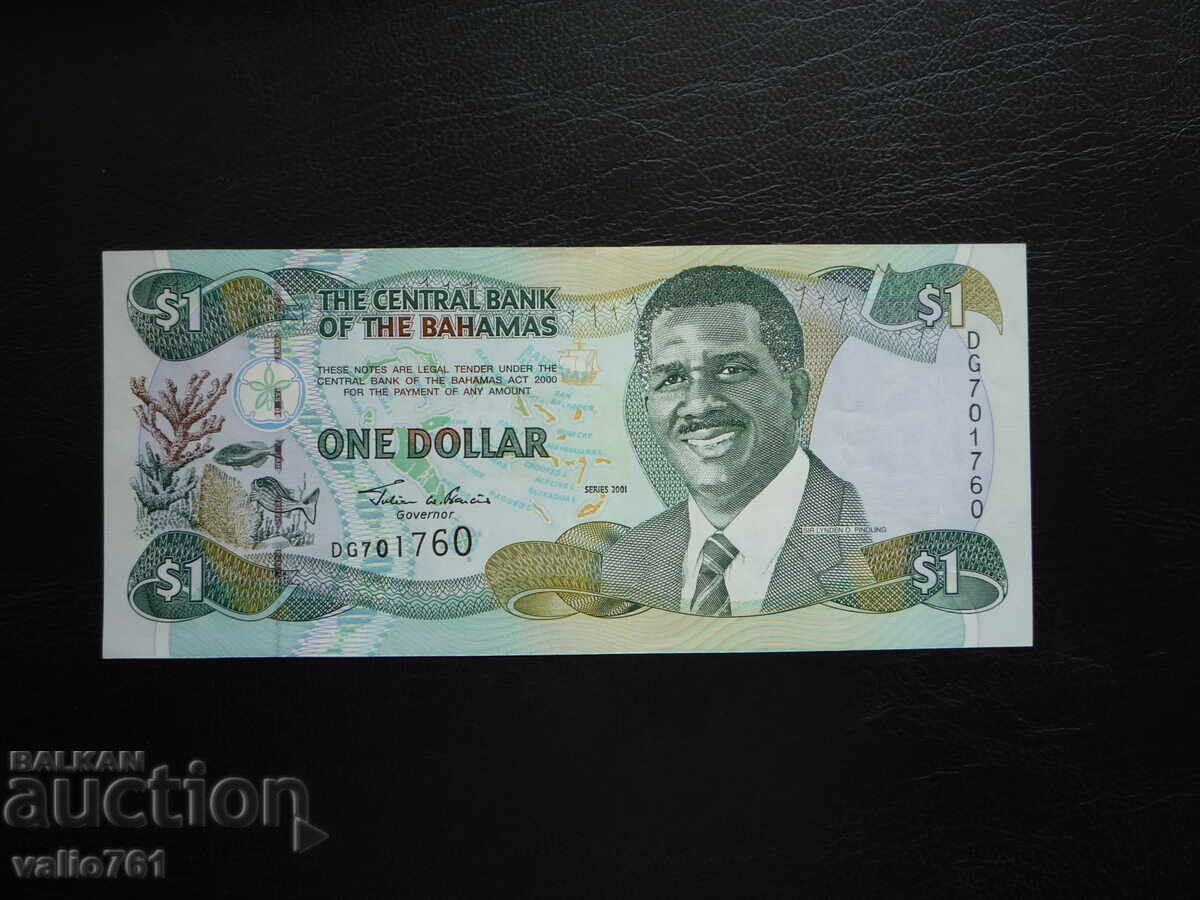 $1
THE CENTRAL BANK
OF THE BAHAMAS
$1
THESE NOTES ARE LEGAL TENDER UNDER THE
CENTRAL BANK OF THE BAHAMAS ACT 2000
FOR THE PAYMENT OF ANY AMOUNT
ONE DOLLAR
SERIES 2001
Governor
DG701760
SIR LYNDEN O. PINDLING
DG701760
$1
$1
BALKAN
auction
valio761